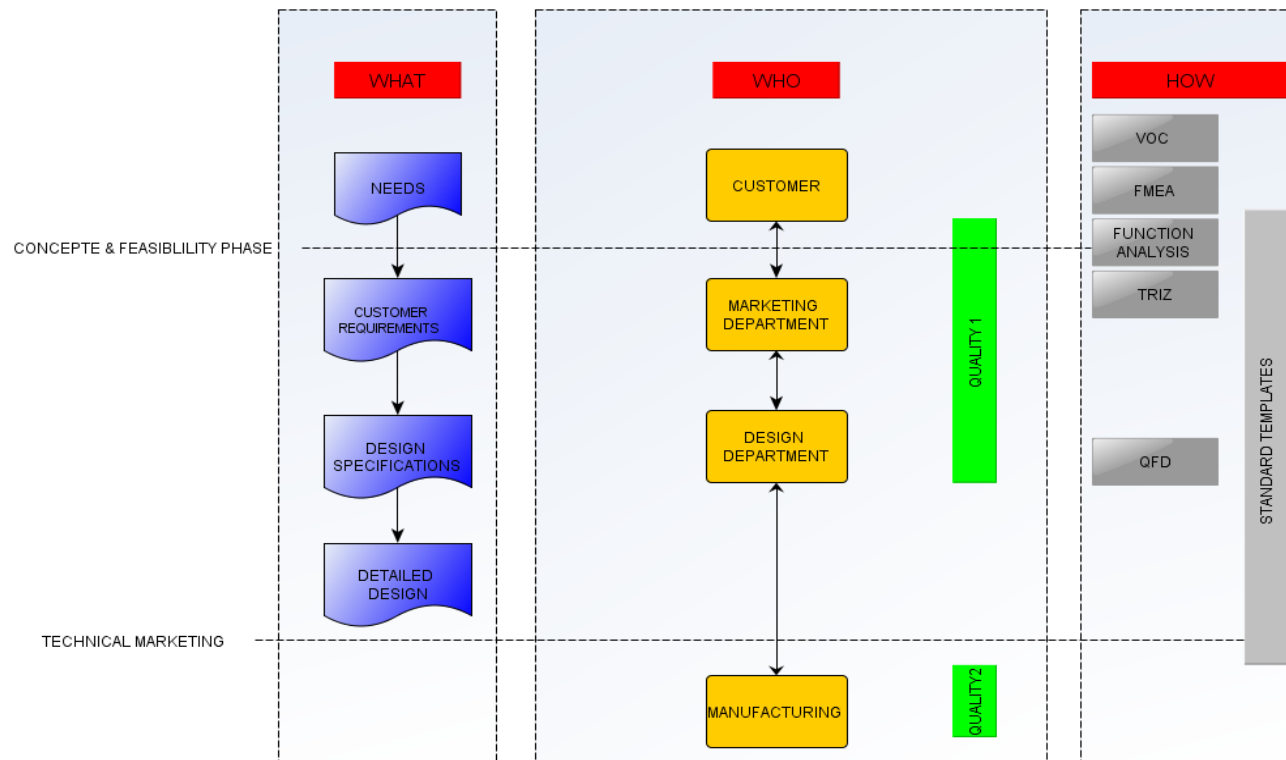 WHAT
WHO
HOW
NEEDS
CUSTOMER
VOC
FMEA
CONCEPTE & FEASIBLILITY PHASE
FUNCTION
ANALYSIS
CUSTOMER
REQUIREMENTS
MARKETING
DEPARTMENT
TRIZ
QUALITY 1
STANDARD TEMPLATES
DESIGN
SPECIFICATIONS
DESIGN
DEPARTMENT
QFD
DETAILED
DESIGN
TECHNICAL MARKETING
MANUFACTURING
QUALITY2